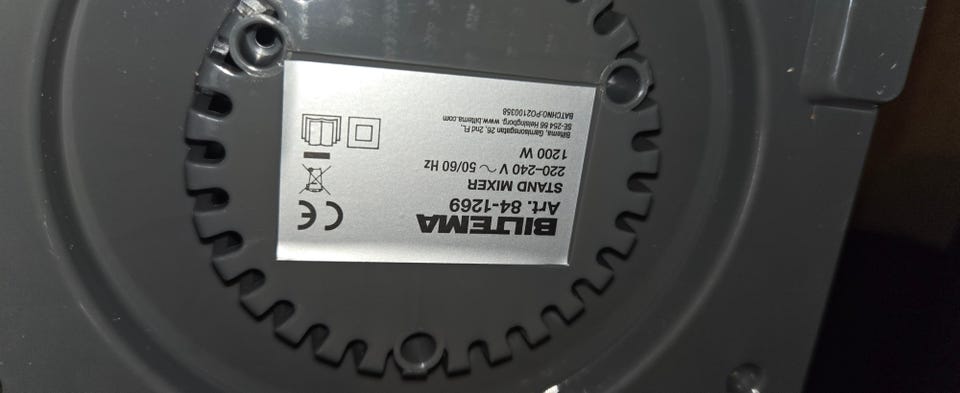 BILTEMA
Art. 84-1269
STAND MIXER
220–240 V ~ 50/60 Hz
1200 W
Biltema, Garnisonsgatan 26, 2nd Fl.,
SE-254 66 Helsingborg. www.biltema.com
BATCHNO:PO2100358
CE